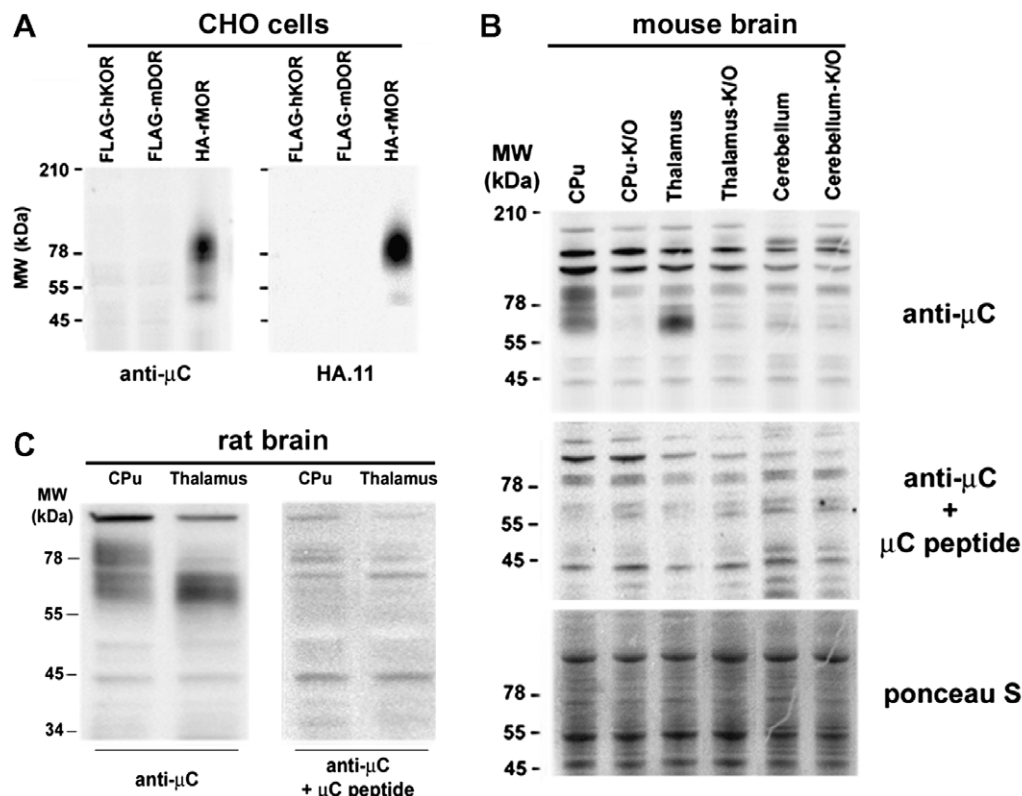 A
CHO cells
FLAG-hKOR
FLAG-mDOR
HA-rMOR
FLAG-hKOR
FLAG-mDOR
HA-rMOR
MW (kDa)
210
78
55
45
anti-μC
HA.11
B
mouse brain
MW
(kDa)
CPu
CPu-K/O
Thalamus
Thalamus-K/O
Cerebellum
Cerebellum-K/O
210
78
55
45
anti-μC
78
55
45
anti-μC
+
μC peptide
78
55
45
ponceau S
C
rat brain
CPu Thalamus
CPu Thalamus
MW
(kDa)
78
55
45
34
anti-μC
anti-μC
+ μC peptide